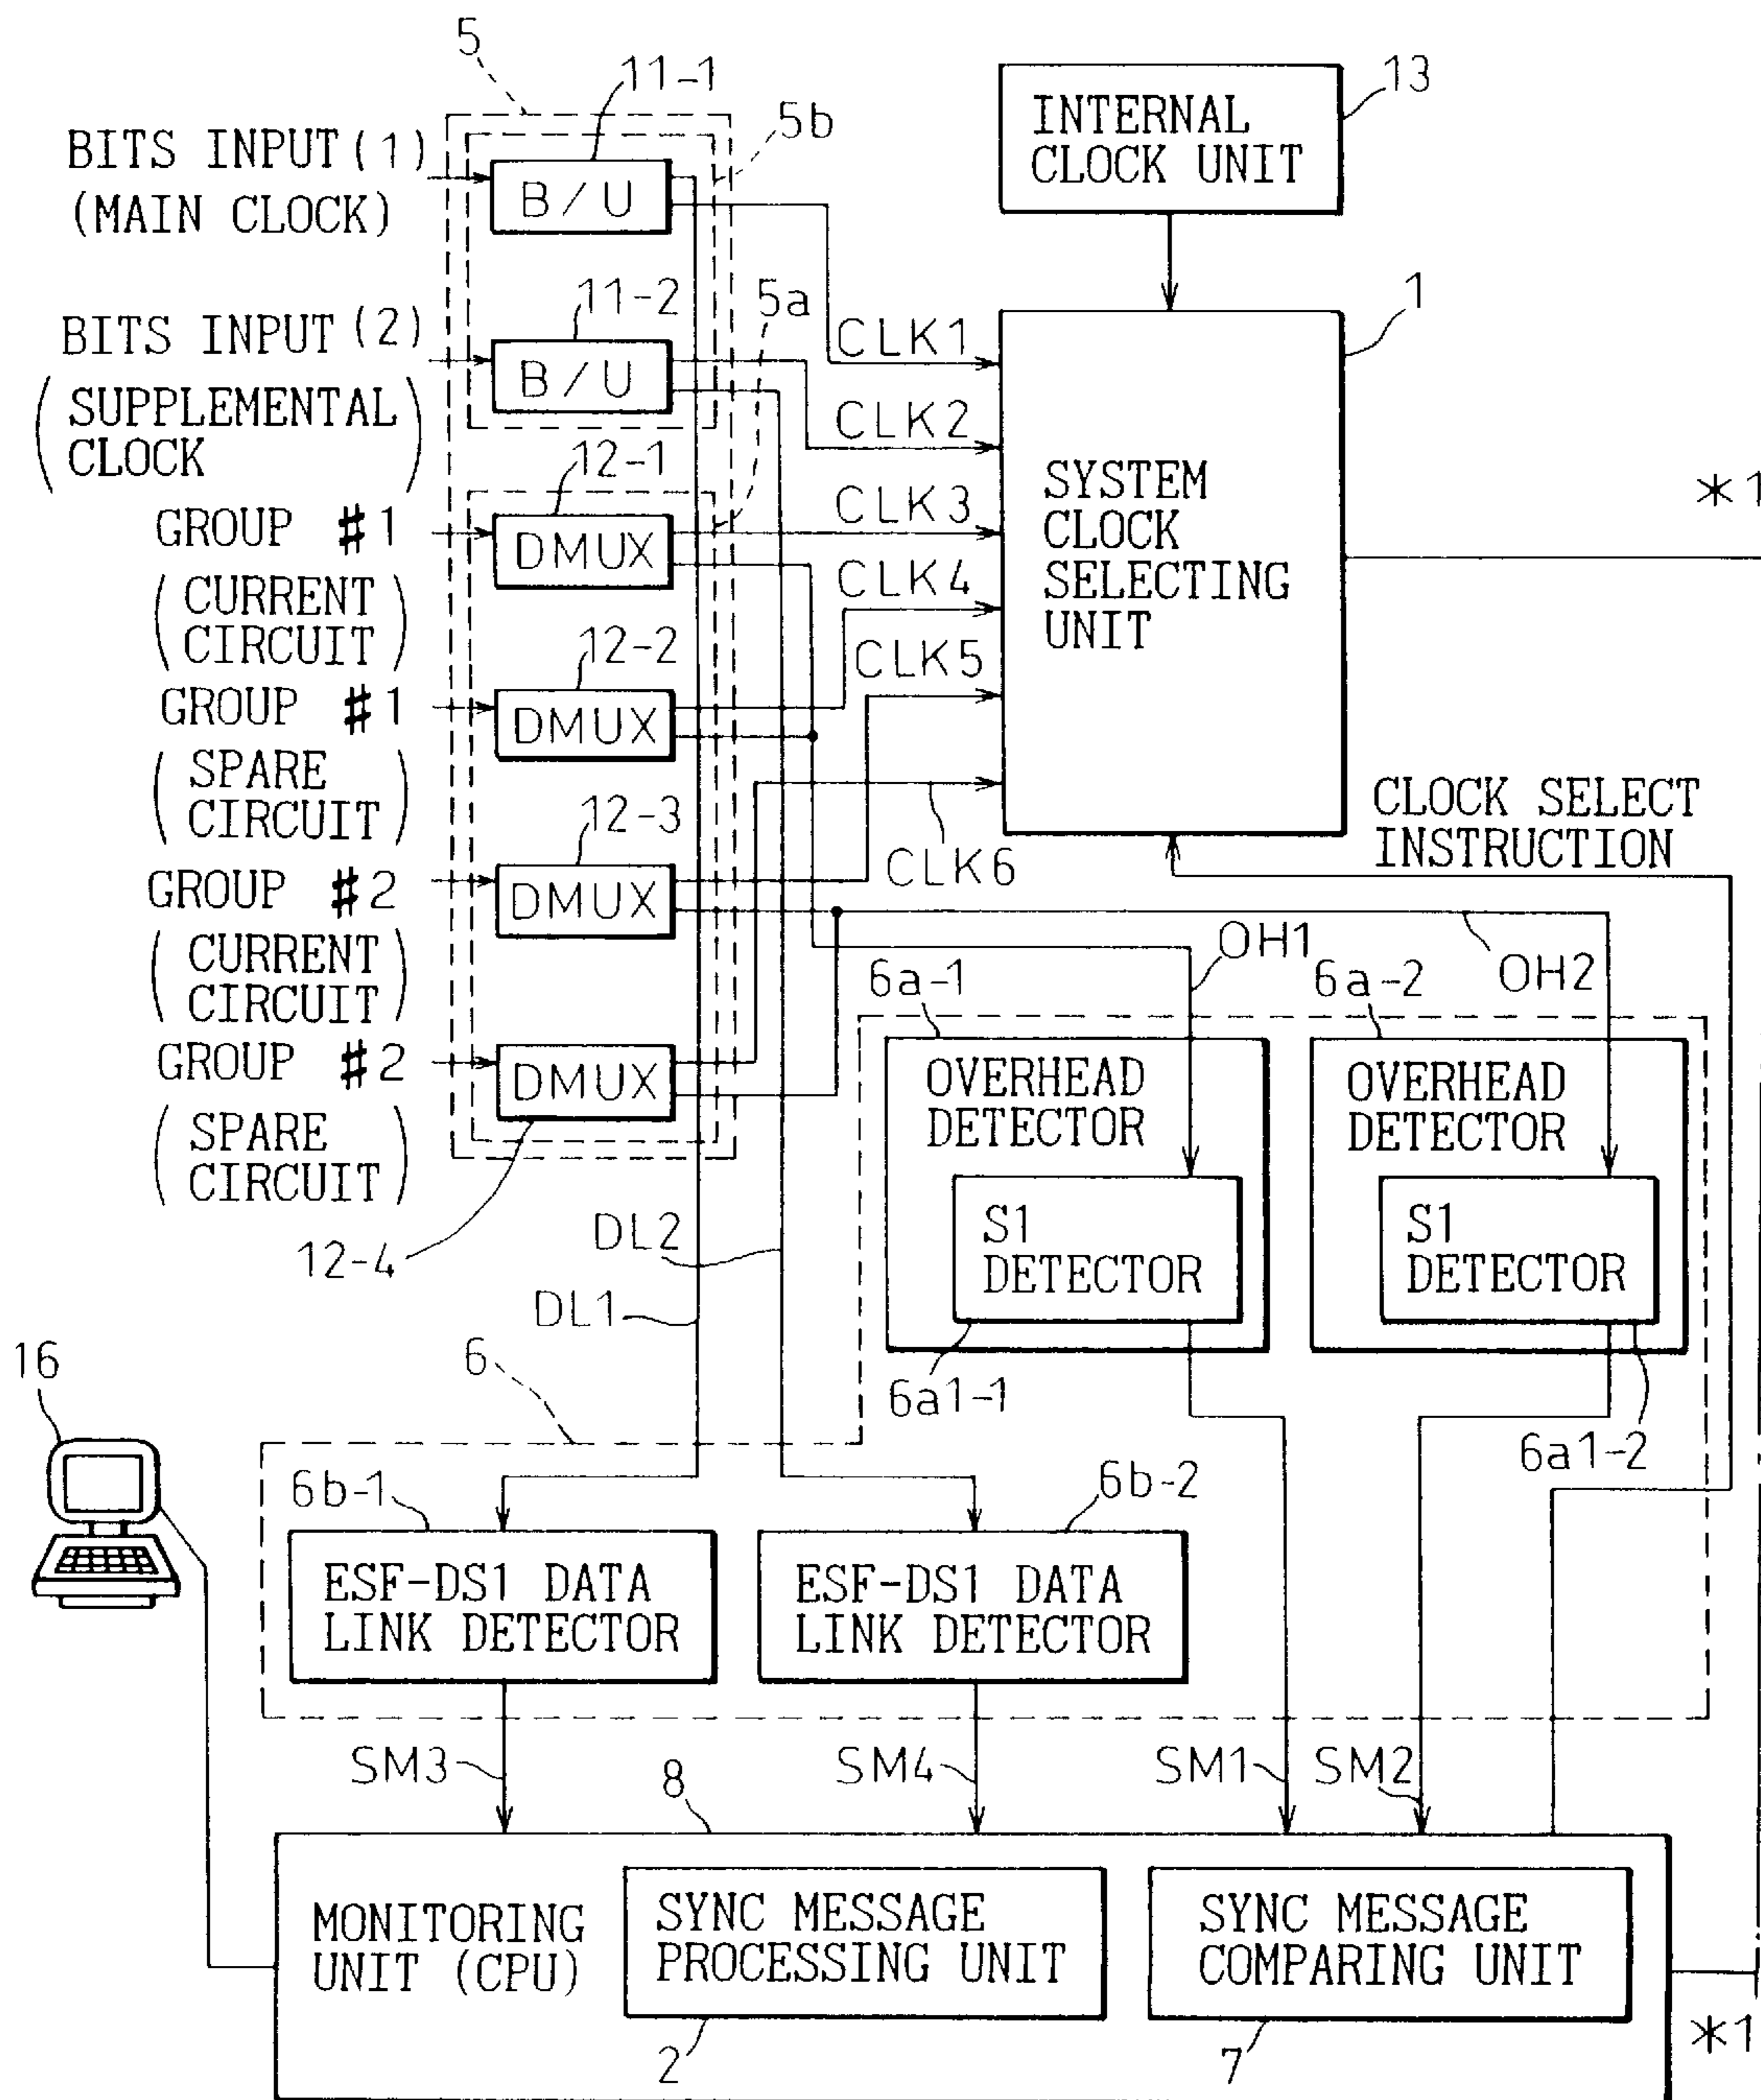 5
11-1
5b
13
BITS INPUT (1)
(MAIN CLOCK)
B/U
INTERNAL
CLOCK UNIT
11-2
5a
1
BITS INPUT (2)
(SUPPLEMENTAL
CLOCK)
B/U
CLK1
CLK2
12-1
CLK3
SYSTEM
CLOCK
SELECTING
UNIT
*1
GROUP #1
(CURRENT
CIRCUIT)
DMUX
CLK4
12-2
CLK5
GROUP #1
(SPARE
CIRCUIT)
DMUX
12-3
CLK6
CLOCK SELECT
INSTRUCTION
GROUP #2
(CURRENT
CIRCUIT)
DMUX
OH1
OH2
6a-1
6a-2
GROUP #2
(SPARE
CIRCUIT)
DMUX
12-4
OVERHEAD
DETECTOR
OVERHEAD
DETECTOR
S1
DETECTOR
S1
DETECTOR
DL2
DL1
6
6a1-1
6a1-2
16
6b-1
6b-2
ESF-DS1 DATA
LINK DETECTOR
ESF-DS1 DATA
LINK DETECTOR
SM3
8
SM4
SM1
SM2
MONITORING
UNIT (CPU)
SYNC MESSAGE
PROCESSING UNIT
SYNC MESSAGE
COMPARING UNIT
2
7
*1